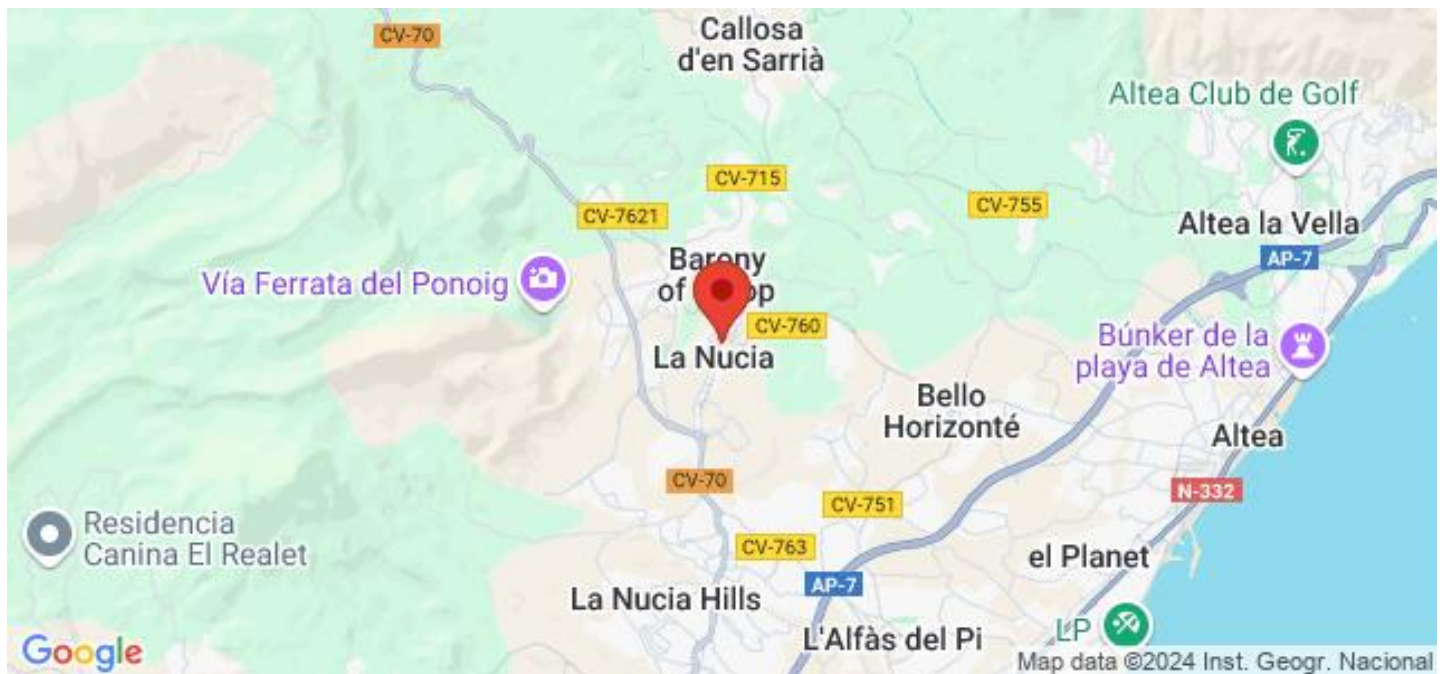 CV-70
Callosa
d'en Sarrià
Altea Club de Golf
CV-715
CV-755
CV-7621
Altea la Vella
Barony
of
AP-7
Vía Ferrata del Ponoig
CV-760
La Nucia
Búnker de la
playa de Altea
Bello
Horizonté
Altea
CV-70
N-332
CV-751
Residencia
Canina El Realet
CV-763
el Planet
AP-7
La Nucia Hills
L'Alfàs del Pi
LP
Google
Map data ©2024 Inst. Geogr. Nacional